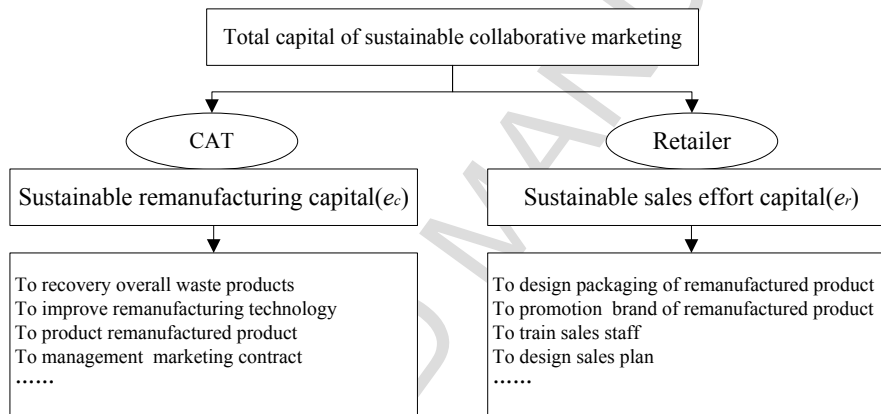 Total capital of sustainable collaborative marketing
CAT
Retailer
Sustainable remanufacturing capital(ec)
Sustainable sales effort capital(er)
To recovery overall waste products
To improve remanufacturing technology
To product remanufactured product
To management marketing contract
......
To design packaging of remanufactured product
To promotion brand of remanufactured product
To train sales staff
To design sales plan
......